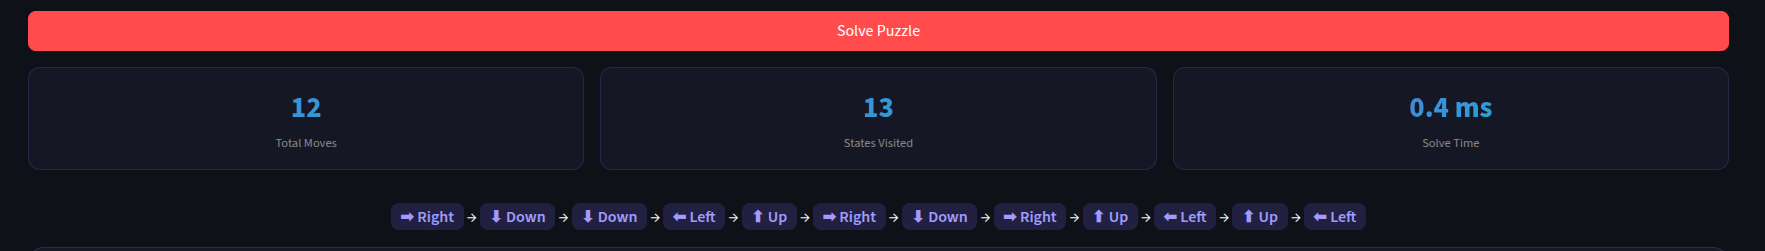 Solve Puzzle
12 13 0.4 ms
Total Moves States Visited Solve Time
➡ Right → ⬇ Down → ⬇ Down → ⬅ Left → ⬆ Up → ➡ Right → ⬇ Down → ➡ Right → ⬆ Up → ⬅ Left → ⬆ Up → ⬅ Left